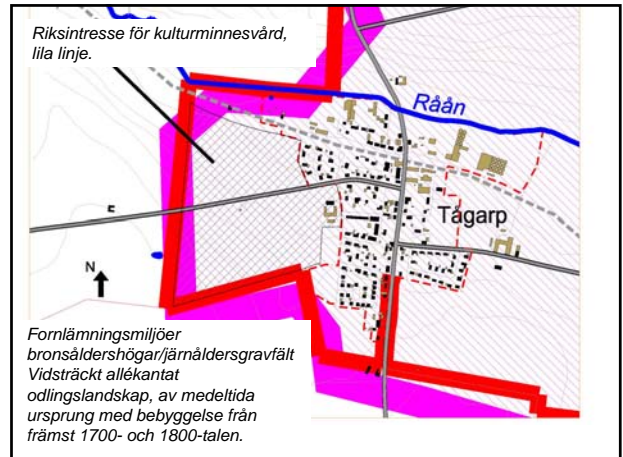 Riksintresse för kulturminnesvård,
lila linje.
Råån
Tågarp
N
Fornlämningsmiljöer
bronsåldershögar/järnåldersgravfält
Vidsträckt allékantat
odlingslandskap, av medeltida
ursprung med bebyggelse från
främst 1700- och 1800-talen.